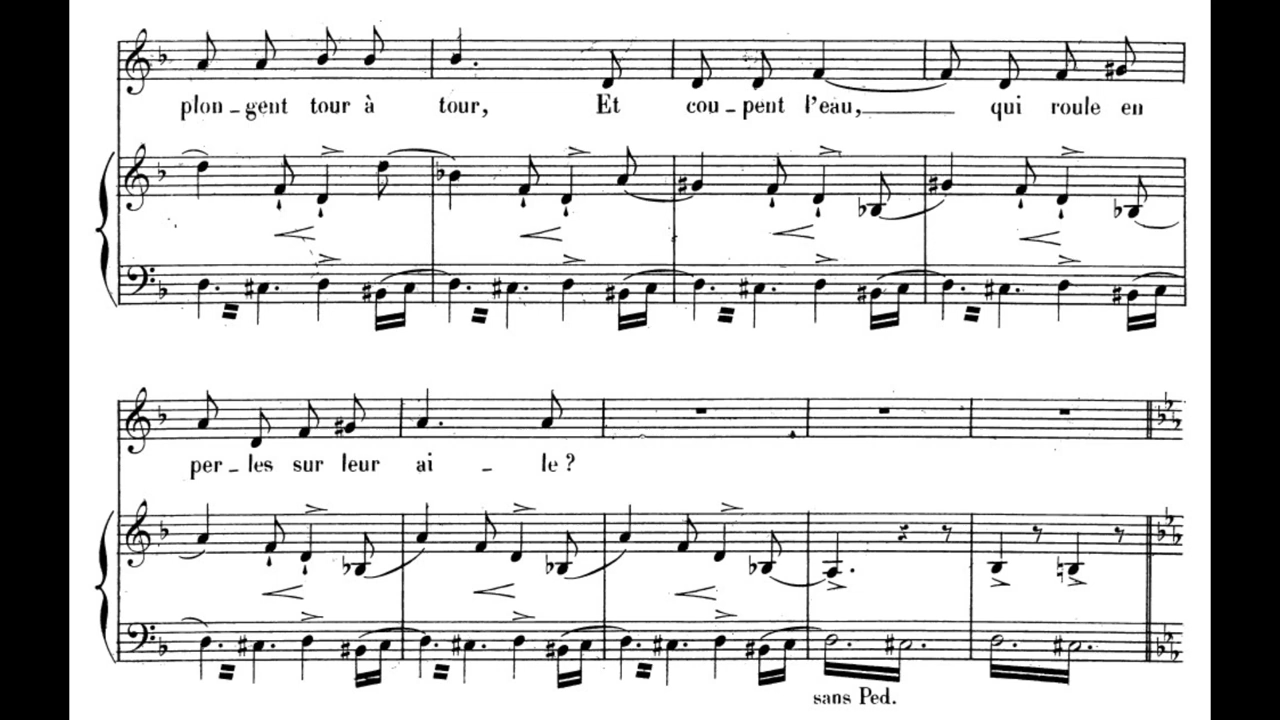 plon-gent tour à tour, Et cou-pent l'eau, qui roule en
per-les sur leur ai - le ?
sans Ped.